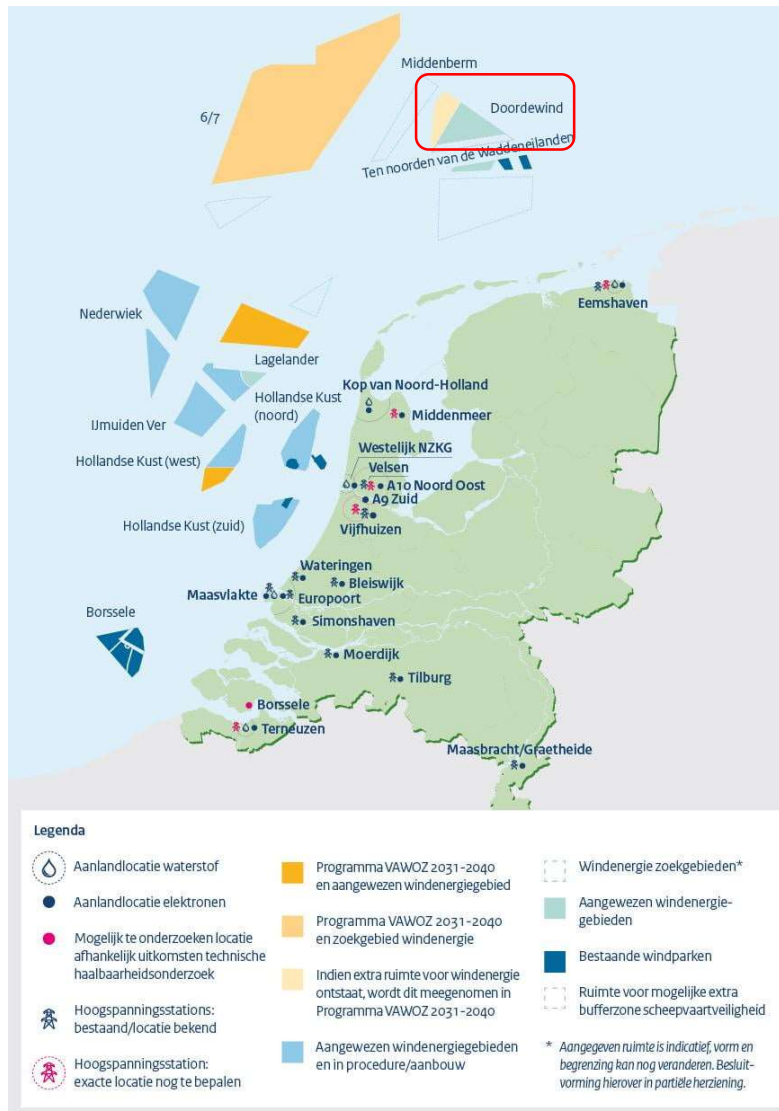 Middenberm
6/7
Doordewind
Ten noorden van de Waddeneilanden
Nederwiek
Eemshaven
Lagelander
Kop van Noord-Holland
Hollandse Kust
(noord)
Middenmeer
IJmuiden Ver
Westelijk NZKG
Hollandse Kust (west)
Velsen
A10 Noord Oost
A9 Zuid
Hollandse Kust (zuid)
Vijfhuizen
Wateringen
Bleiswijk
Maasvlakte
Europoort
Borssele
Simonshaven
Moerdijk
Tilburg
Borssele
Terneuzen
Maasbracht/Graetheide
Legenda
Aanlandlocatie waterstof
Aanlandlocatie elektronen
Mogelijk te onderzoeken locatie
afhankelijk uitkomsten technische
haalbaarheidsonderzoek
Hoogspanningsstations:
bestaand/locatie bekend
Hoogspanningsstation:
exacte locatie nog te bepalen
Programma VAWOZ 2031-2040
en aangewezen windenergiegebied
Programma VAWOZ 2031-2040
en zoekgebied windenergie
Indien extra ruimte voor windenergie
ontstaat, wordt dit meegenomen in
Programma VAWOZ 2031-2040
Aangewezen windenergiegebieden
en in procedure/aanbouw
Windenergie zoekgebieden*
Aangewezen windenergie-
gebieden
Bestaande windparken
Ruimte voor mogelijke extra
bufferzone scheepvaartveiligheid
* Aangegeven ruimte is indicatief, vorm en
begrenzing kan nog veranderen. Besluit-
vorming hierover in partiële herziening.